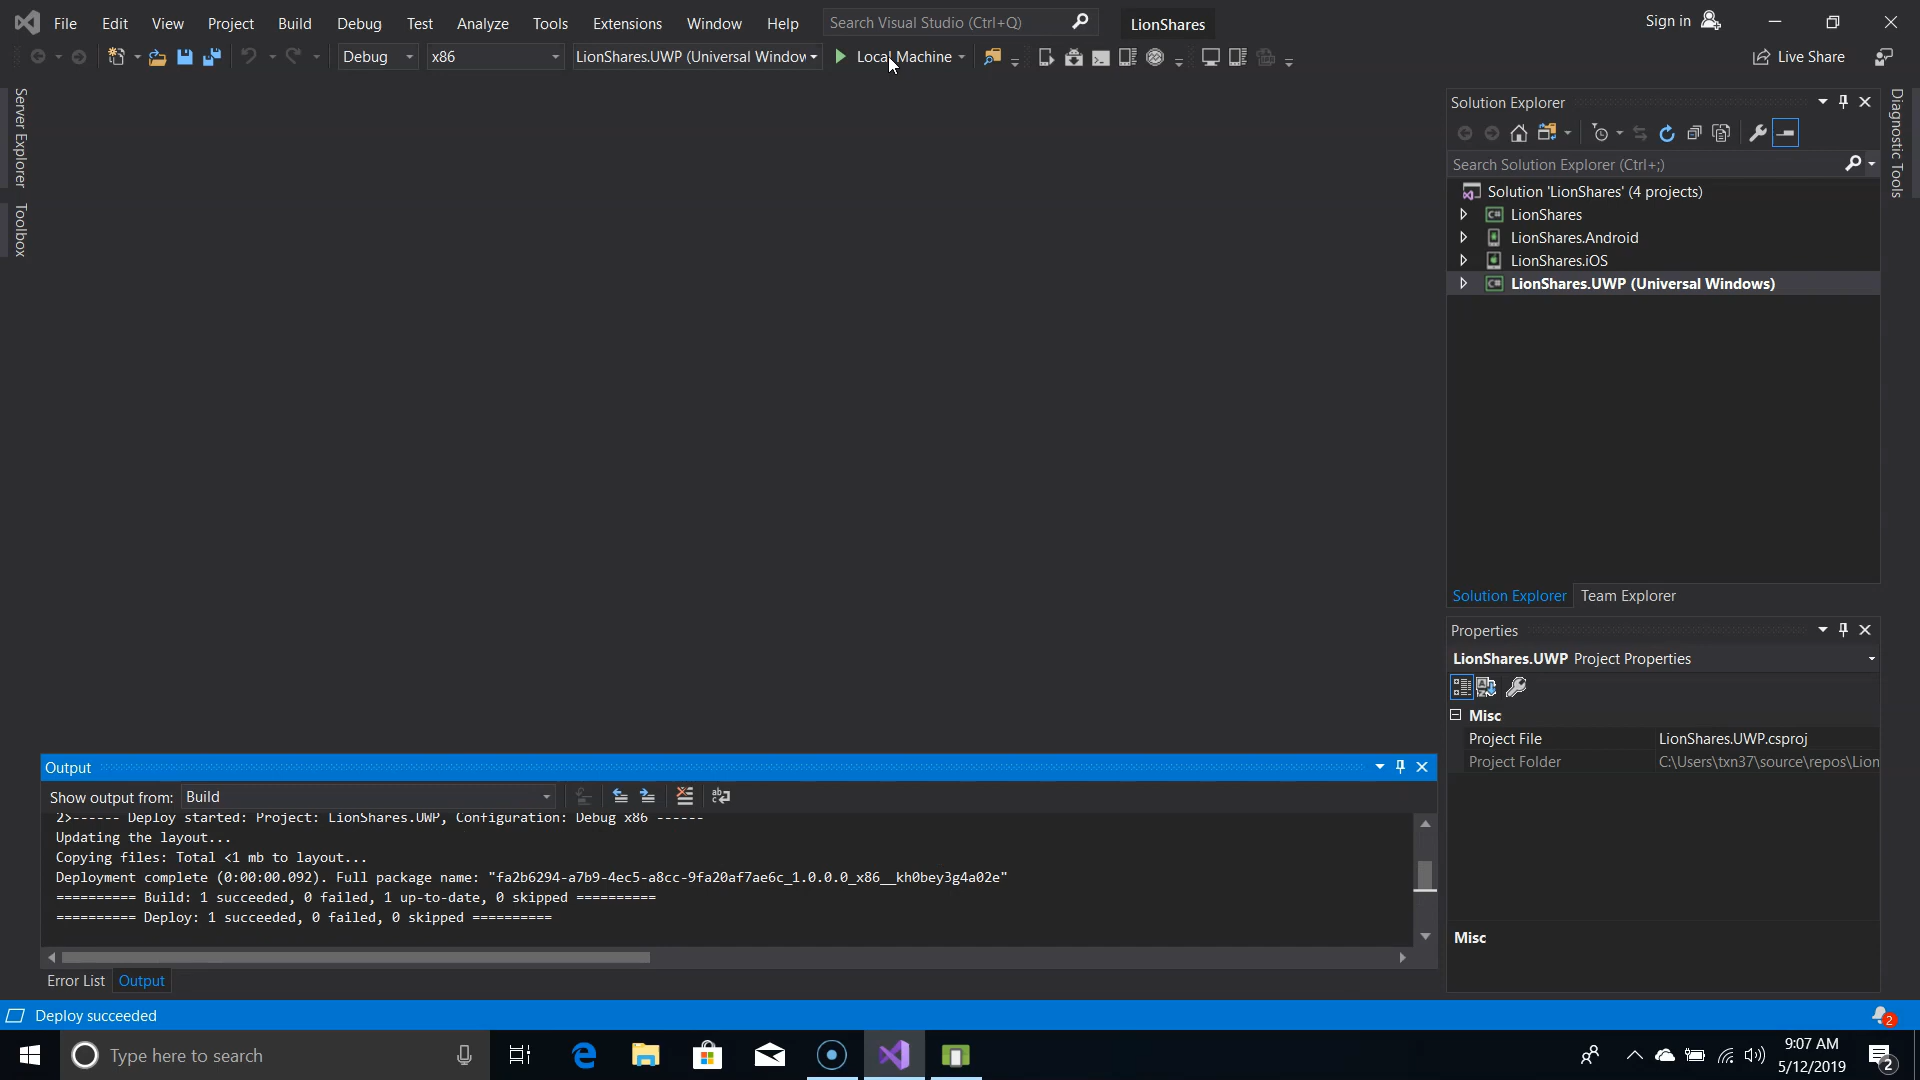 File Edit View Project Build Debug Test Analyze Tools Extensions Window Help Search Visual Studio (Ctrl+Q) LionShares Sign in
Debug x86 LionShares.UWP (Universal Window Local Machine Live Share
Server Explorer
Toolbox
Solution Explorer
Search Solution Explorer (Ctrl+;)
Solution 'LionShares' (4 projects)
LionShares
LionShares.Android
LionShares.iOS
LionShares.UWP (Universal Windows)
Solution Explorer Team Explorer
Diagnostic Tools
Properties
LionShares.UWP Project Properties
Misc
Project File LionShares.UWP.csproj
Project Folder C:\Users\txn37\source\repos\Lion
Misc
Output
Show output from: Build
2>------ Deploy started: Project: LionShares.UWP, Configuration: Debug x86 ------
Updating the layout...
Copying files: Total <1 mb to layout...
Deployment complete (0:00:00.092). Full package name: "fa2b6294-a7b9-4ec5-a8cc-9fa20af7ae6c_1.0.0.0_x86__kh0bey3g4a02e"
========== Build: 1 succeeded, 0 failed, 1 up-to-date, 0 skipped ==========
========== Deploy: 1 succeeded, 0 failed, 0 skipped ==========
Error List Output
Deploy succeeded 2
Type here to search
9:07 AM
5/12/2019
2